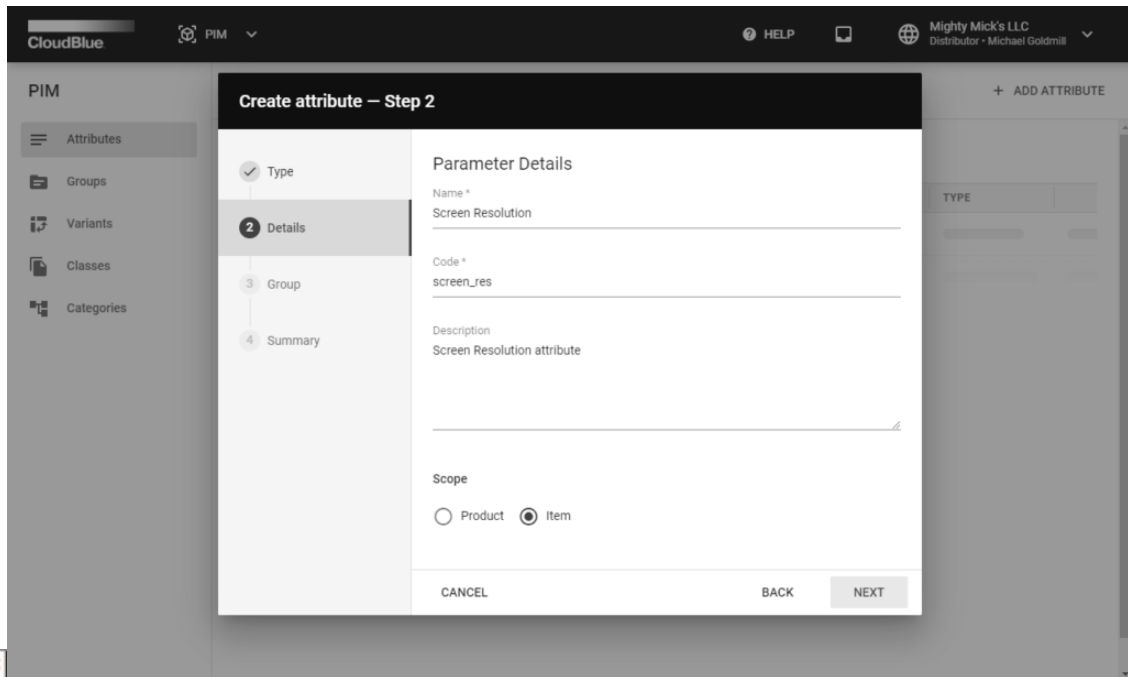 CloudBlue
PIM
HELP
Mighty Mick's LLC
Distributor • Michael Goldmill
PIM
Attributes
Groups
Variants
Classes
Categories
+ ADD ATTRIBUTE
TYPE
Create attribute — Step 2
Type
2 Details
3 Group
4 Summary
Parameter Details
Name *
Screen Resolution
Code *
screen_res
Description
Screen Resolution attribute
Scope
Product Item
CANCEL BACK NEXT